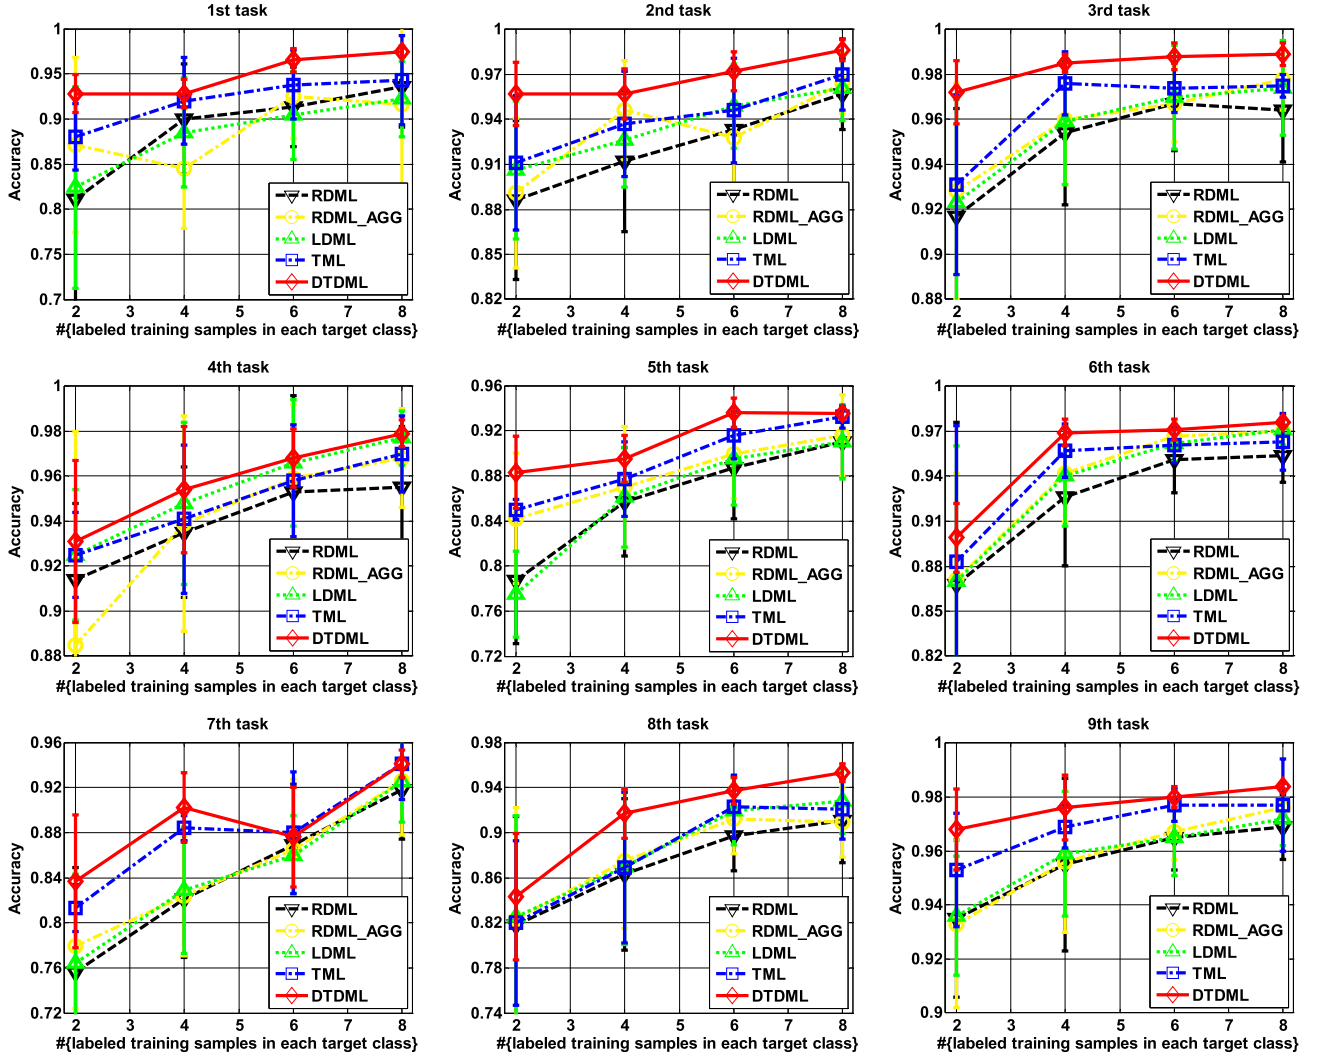 1st task
1
0.95
0.9
0.85
0.8
0.75
0.7
Accuracy
RDML
RDML_AGG
LDML
TML
DTDML
2 3 4 5 6 7 8
#{labeled training samples in each target class}
2nd task
1
0.97
0.94
0.91
0.88
0.85
0.82
Accuracy
RDML
RDML_AGG
LDML
TML
DTDML
2 3 4 5 6 7 8
#{labeled training samples in each target class}
3rd task
1
0.98
0.96
0.94
0.92
0.9
0.88
Accuracy
RDML
RDML_AGG
LDML
TML
DTDML
2 3 4 5 6 7 8
#{labeled training samples in each target class}
4th task
1
0.98
0.96
0.94
0.92
0.9
0.88
Accuracy
RDML
RDML_AGG
LDML
TML
DTDML
2 3 4 5 6 7 8
#{labeled training samples in each target class}
5th task
0.96
0.92
0.88
0.84
0.8
0.76
0.72
Accuracy
RDML
RDML_AGG
LDML
TML
DTDML
2 3 4 5 6 7 8
#{labeled training samples in each target class}
6th task
1
0.97
0.94
0.91
0.88
0.85
0.82
Accuracy
RDML
RDML_AGG
LDML
TML
DTDML
2 3 4 5 6 7 8
#{labeled training samples in each target class}
7th task
0.96
0.92
0.88
0.84
0.8
0.76
0.72
Accuracy
RDML
RDML_AGG
LDML
TML
DTDML
2 3 4 5 6 7 8
#{labeled training samples in each target class}
8th task
0.98
0.94
0.9
0.86
0.82
0.78
0.74
Accuracy
RDML
RDML_AGG
LDML
TML
DTDML
2 3 4 5 6 7 8
#{labeled training samples in each target class}
9th task
1
0.98
0.96
0.94
0.92
0.9
Accuracy
RDML
RDML_AGG
LDML
TML
DTDML
2 3 4 5 6 7 8
#{labeled training samples in each target class}